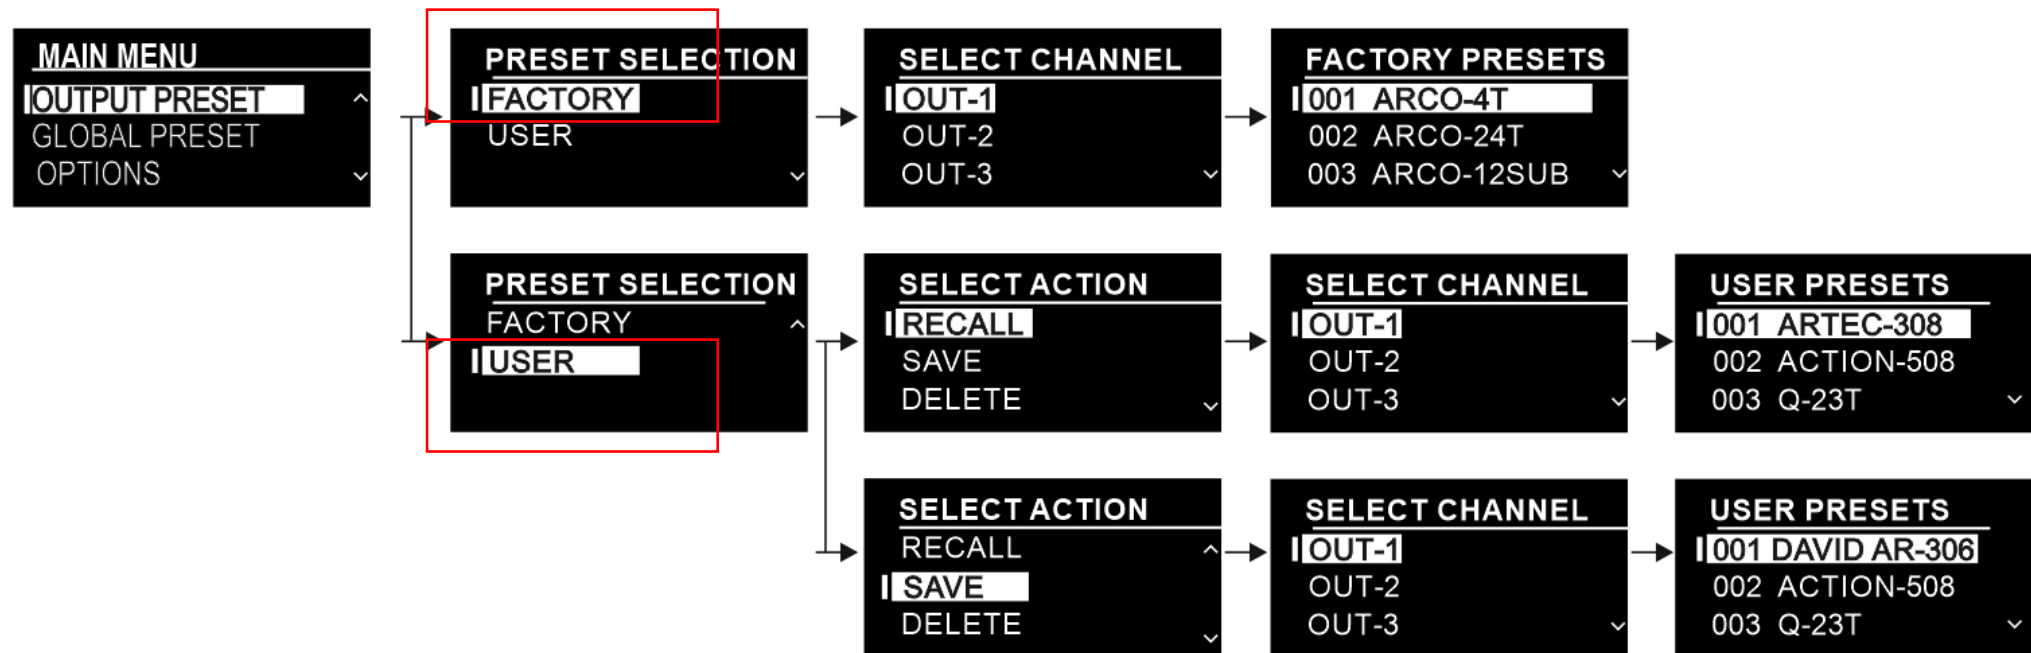 MAIN MENU
OUTPUT PRESET
GLOBAL PRESET
OPTIONS
PRESET SELECTION
FACTORY
USER
SELECT CHANNEL
OUT-1
OUT-2
OUT-3
FACTORY PRESETS
001 ARCO-4T
002 ARCO-24T
003 ARCO-12SUB
PRESET SELECTION
FACTORY
USER
SELECT ACTION
RECALL
SAVE
DELETE
SELECT CHANNEL
OUT-1
OUT-2
OUT-3
USER PRESETS
001 ARTEC-308
002 ACTION-508
003 Q-23T
SELECT ACTION
RECALL
SAVE
DELETE
SELECT CHANNEL
OUT-1
OUT-2
OUT-3
USER PRESETS
001 DAVID AR-306
002 ACTION-508
003 Q-23T